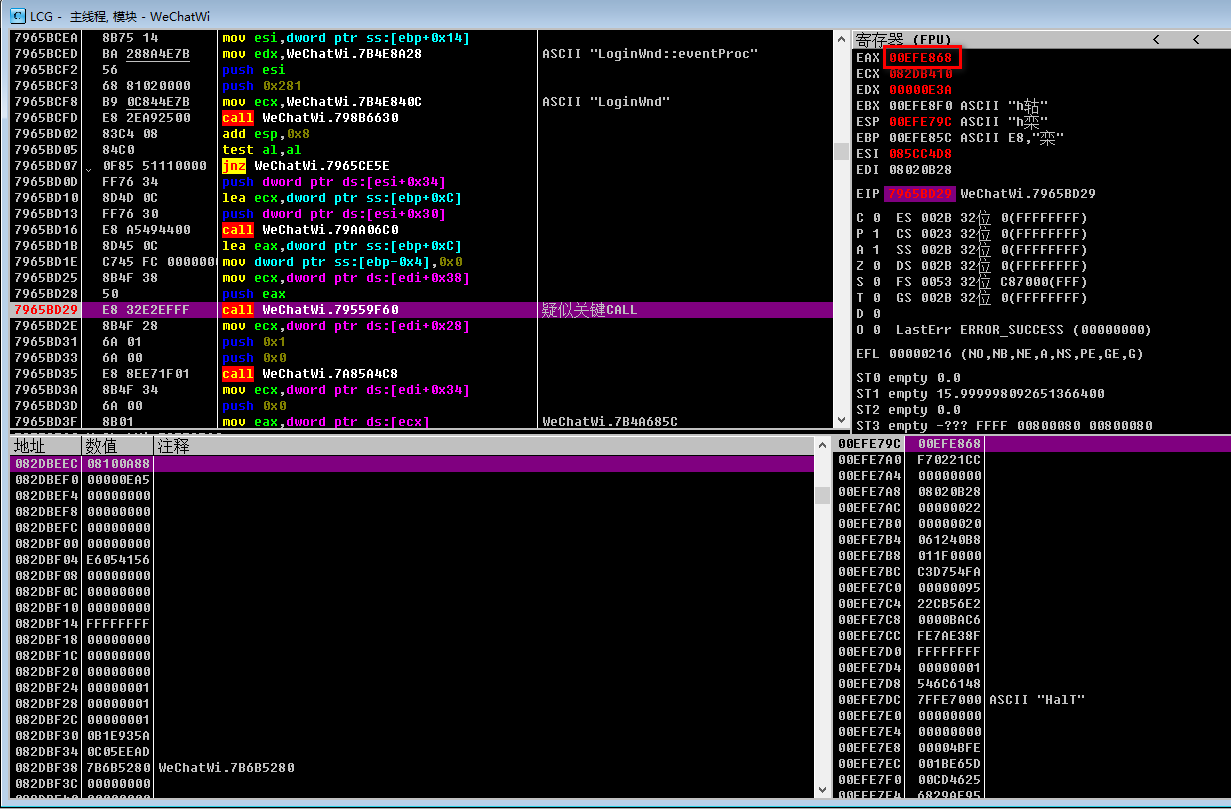 LCG - 主线程, 模块 - WeChatWi
7965BCEA 8B75 14 mov esi,dword ptr ss:[ebp+0x14]
7965BCED BA 288A4E7B mov edx,WeChatWi.7B4E8A28 ASCII "LoginWnd::eventProc"
7965BCF2 56 push esi
7965BCF3 68 81020000 push 0x281
7965BCF8 B9 0C844E7B mov ecx,WeChatWi.7B4E840C ASCII "LoginWnd"
7965BCFD E8 2EA92500 call WeChatWi.798B6630
7965BD02 83C4 08 add esp,0x8
7965BD05 84C0 test al,al
7965BD07 0F85 51110000 jnz WeChatWi.7965CE5E
7965BD0D FF76 34 push dword ptr ds:[esi+0x34]
7965BD10 8D4D 0C lea ecx,dword ptr ss:[ebp+0xC]
7965BD13 FF76 30 push dword ptr ds:[esi+0x30]
7965BD16 E8 A5494400 call WeChatWi.79AA06C0
7965BD1B 8D45 0C lea eax,dword ptr ss:[ebp+0xC]
7965BD1E C745 FC 000000 mov dword ptr ss:[ebp-0x4],0x0
7965BD25 8B4F 38 mov ecx,dword ptr ds:[edi+0x38]
7965BD28 50 push eax
7965BD29 E8 32E2EFFF call WeChatWi.79559F60 疑似关键CALL
7965BD2E 8B4F 28 mov ecx,dword ptr ds:[edi+0x28]
7965BD31 6A 01 push 0x1
7965BD33 6A 00 push 0x0
7965BD35 E8 8EE71F01 call WeChatWi.7A85A4C8
7965BD3A 8B4F 34 mov ecx,dword ptr ds:[edi+0x34]
7965BD3D 6A 00 push 0x0
7965BD3F 8B01 mov eax,dword ptr ds:[ecx] WeChatWi.7B4A685C
寄存器 (FPU) < <
EAX 00EFE868
ECX 082DB410
EDX 00000E3A
EBX 00EFE8F0 ASCII "h钴"
ESP 00EFE79C ASCII "h栾"
EBP 00EFE85C ASCII E8,"栾"
ESI 085CC4D8
EDI 08020B28
EIP 7965BD29 WeChatWi.7965BD29
C 0 ES 002B 32位 0(FFFFFFFF)
P 1 CS 0023 32位 0(FFFFFFFF)
A 1 SS 002B 32位 0(FFFFFFFF)
Z 0 DS 002B 32位 0(FFFFFFFF)
S 0 FS 0053 32位 C87000(FFF)
T 0 GS 002B 32位 0(FFFFFFFF)
D 0
O 0 LastErr ERROR_SUCCESS (00000000)
EFL 00000216 (NO,NB,NE,A,NS,PE,GE,G)
ST0 empty 0.0
ST1 empty 15.999998092651366400
ST2 empty 0.0
ST3 empty -??? FFFF 00800080 00800080
地址 数值 注释
082DBEEC 08100A88
082DBEF0 00000EA5
082DBEF4 00000000
082DBEF8 00000000
082DBEFC 00000000
082DBF00 00000000
082DBF04 E6054156
082DBF08 00000000
082DBF0C 00000000
082DBF10 00000000
082DBF14 FFFFFFFF
082DBF18 00000000
082DBF1C 00000000
082DBF20 00000000
082DBF24 00000001
082DBF28 00000001
082DBF2C 00000001
082DBF30 0B1E935A
082DBF34 0C05EEAD
082DBF38 7B6B5280 WeChatWi.7B6B5280
082DBF3C 00000000
00EFE79C 00EFE868
00EFE7A0 F70221CC
00EFE7A4 00000000
00EFE7A8 08020B28
00EFE7AC 00000022
00EFE7B0 00000020
00EFE7B4 061240B8
00EFE7B8 011F0000
00EFE7BC C3D754FA
00EFE7C0 00000095
00EFE7C4 22CB56E2
00EFE7C8 0000BAC6
00EFE7CC FE7AE38F
00EFE7D0 FFFFFFFF
00EFE7D4 00000001
00EFE7D8 546C6148
00EFE7DC 7FFE7000 ASCII "HalT"
00EFE7E0 00000000
00EFE7E4 00000000
00EFE7E8 00004BFE
00EFE7EC 001BE65D
00EFE7F0 00CD4625
00EFE7F4 6829AF95